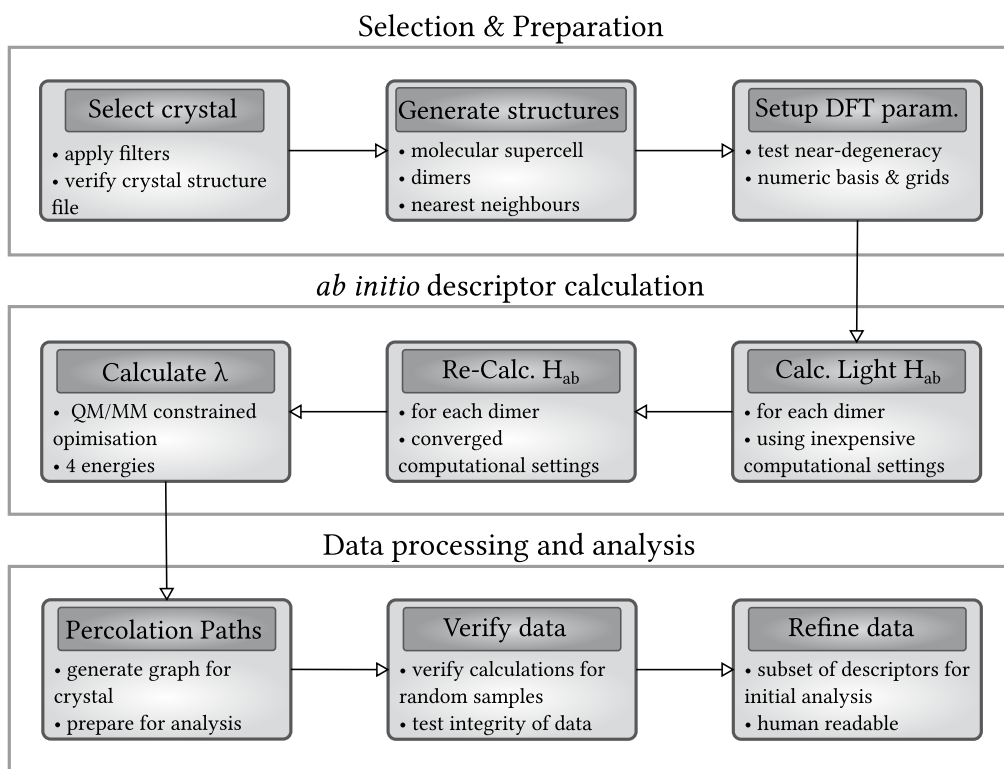 Selection & Preparation
Select crystal
• apply filters
• verify crystal structure
file
Generate structures
• molecular supercell
• dimers
• nearest neighbours
Setup DFT param.
• test near-degeneracy
• numeric basis & grids
ab initio descriptor calculation
Calculate λ
• QM/MM constrained
opimisation
• 4 energies
Re-Calc. Hab
• for each dimer
• converged
computational settings
Calc. Light Hab
• for each dimer
• using inexpensive
computational settings
Data processing and analysis
Percolation Paths
• generate graph for
crystal
• prepare for analysis
Verify data
• verify calculations for
random samples
• test integrity of data
Refine data
• subset of descriptors for
initial analysis
• human readable